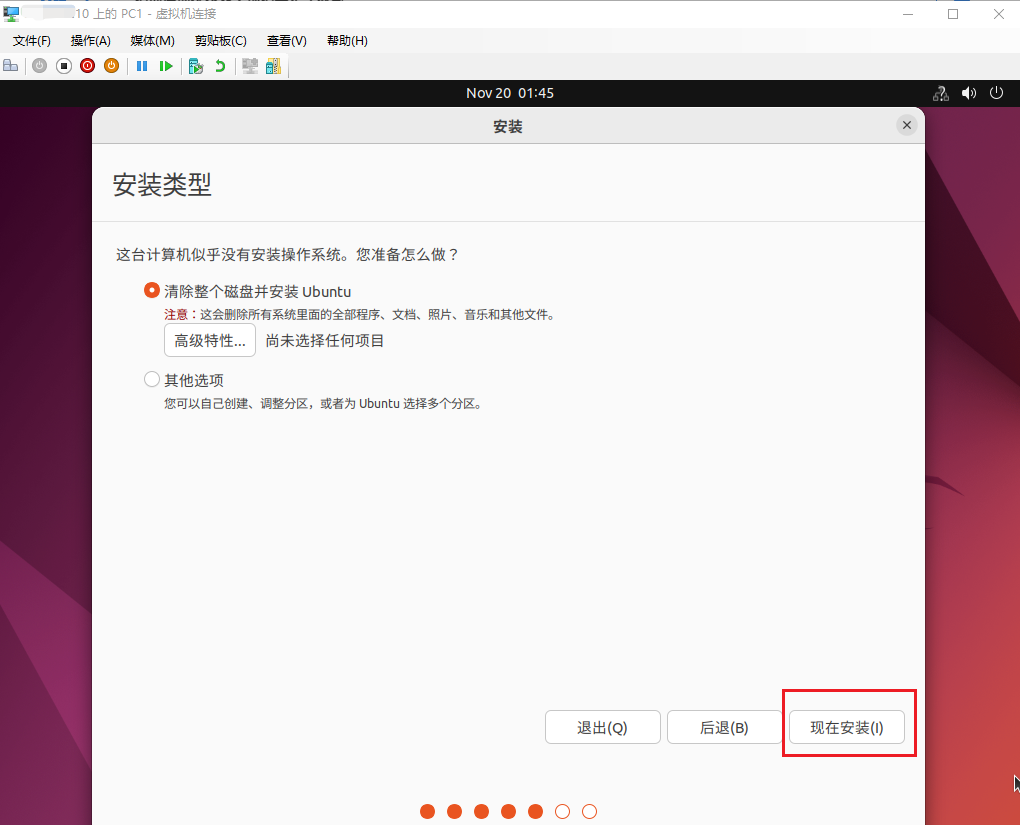 10 上的 PC1 - 虚拟机连接
文件(F) 操作(A) 媒体(M) 剪贴板(C) 查看(V) 帮助(H)
Nov 20 01:45
安装
安装类型
这台计算机似乎没有安装操作系统。您准备怎么做？
清除整个磁盘并安装 Ubuntu
注意：这会删除所有系统里面的全部程序、文档、照片、音乐和其他文件。
高级特性... 尚未选择任何项目
其他选项
您可以自己创建、调整分区，或者为 Ubuntu 选择多个分区。
退出(Q) 后退(B) 现在安装(I)